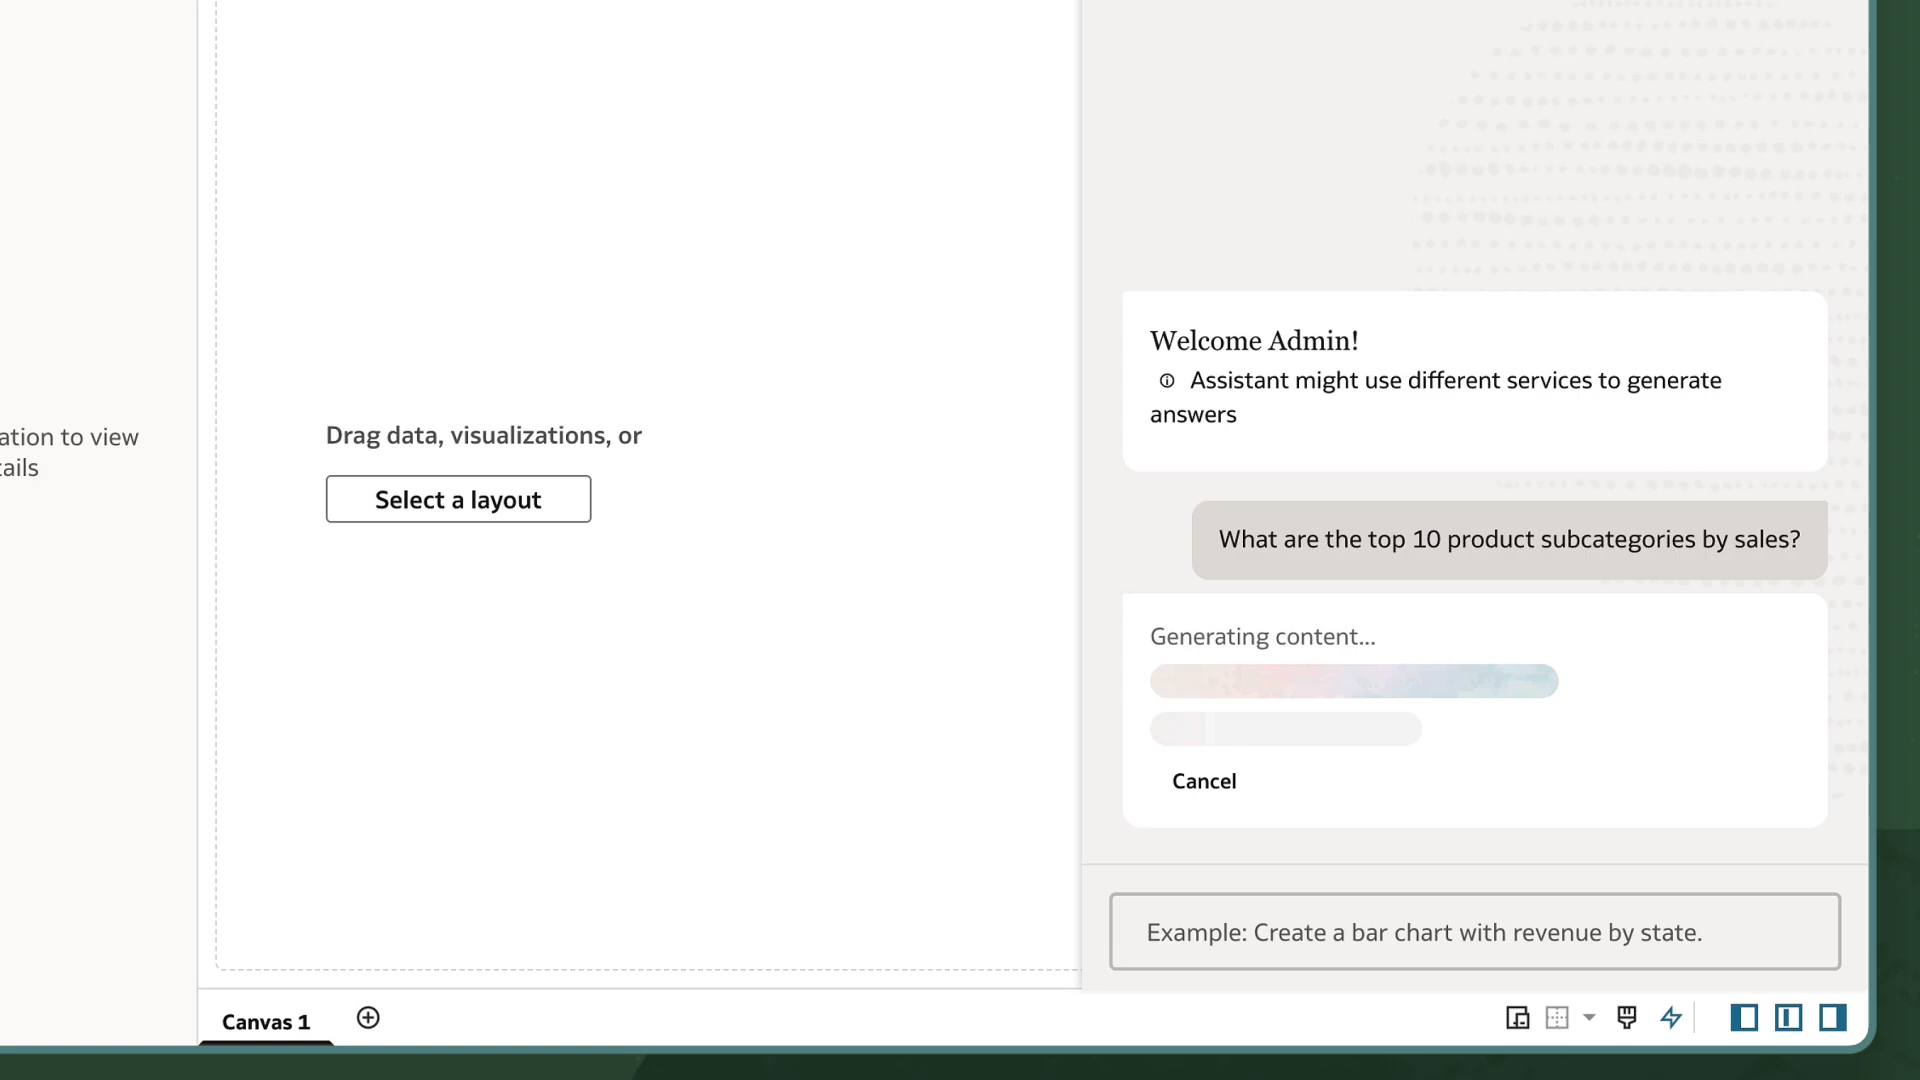 ation to view
tails
Drag data, visualizations, or
Select a layout
Welcome Admin!
Assistant might use different services to generate
answers
What are the top 10 product subcategories by sales?
Generating content...
Cancel
Example: Create a bar chart with revenue by state.
Canvas 1